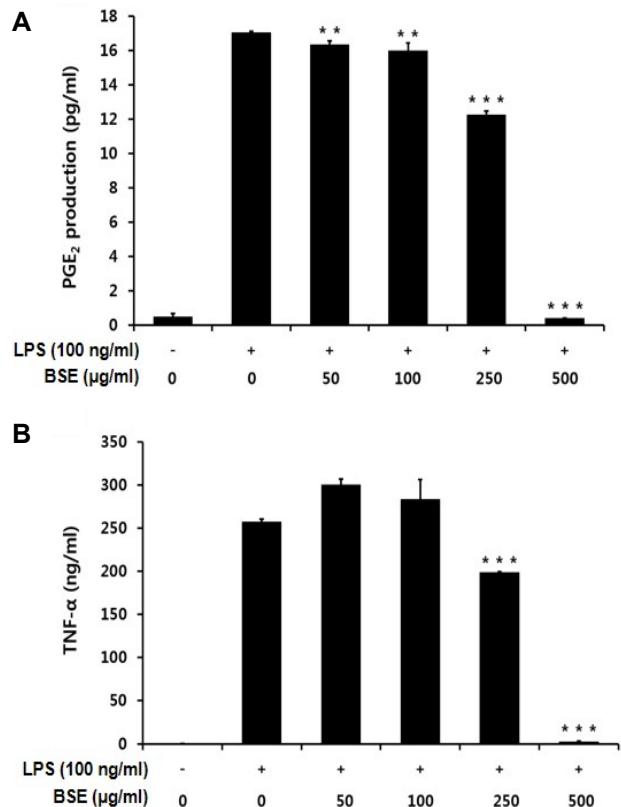 A
18
16
14
12
10
8
6
4
2
0
PGE₂ production (pg/ml)
* *
* *
* * *
* * *
LPS (100 ng/ml) - + + + + +
BSE (µg/ml) 0 0 50 100 250 500
B
350
300
250
200
150
100
50
0
TNF-α (ng/ml)
* * *
* * *
LPS (100 ng/ml) - + + + + +
BSE (µg/ml) 0 0 50 100 250 500